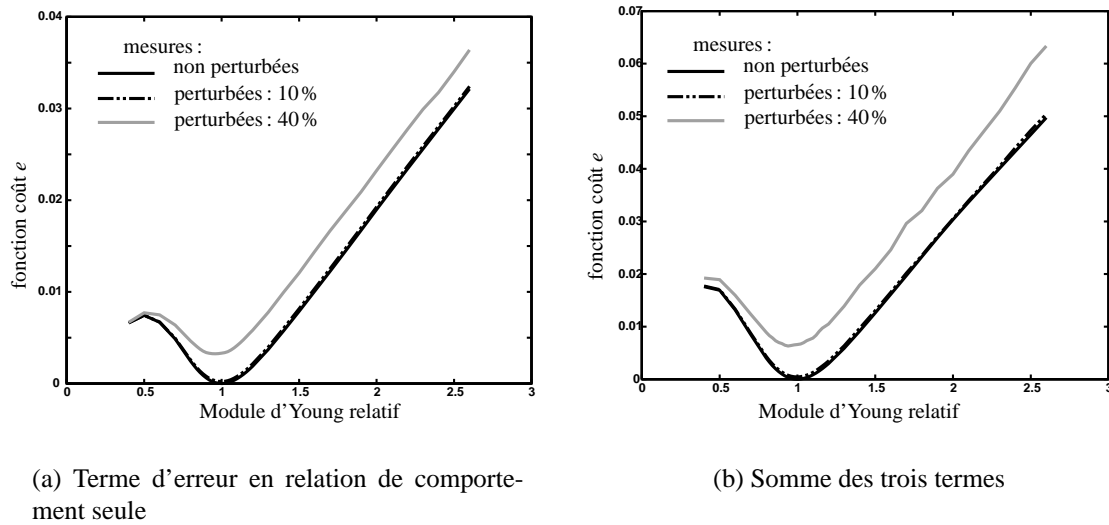 0.04
0.03
0.02
0.01
0
fonction coût e
mesures :
non perturbées
perturbées : 10%
perturbées : 40%
0 0.5 1 1.5 2 2.5 3
Module d'Young relatif
(a) Terme d'erreur en relation de comporte-
ment seule
0.07
0.06
0.05
0.04
0.03
0.02
0.01
0
fonction coût e
mesures :
non perturbées
perturbées : 10%
perturbées : 40%
0 0.5 1 1.5 2 2.5 3
Module d'Young relatif
(b) Somme des trois termes